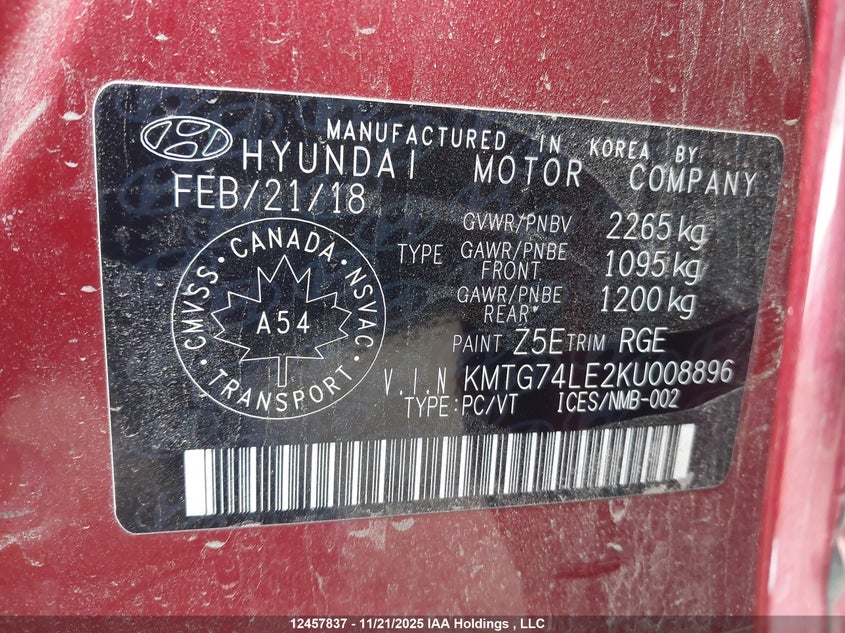 MANUFACTURED IN KOREA BY
HYUNDAI MOTOR COMPANY
FEB/21/18
GVWR/PNBV 2265 kg
TYPE GAWR/PNBE FRONT 1095 kg
GAWR/PNBE REAR 1200 kg
CMVSS · CANADA · NSVAC · TRANSPORT ·
A54
PAINT Z5E TRIM RGE
V.I.N KMTG74LE2KU008896
TYPE:PC/VT ICES/NMB-002
12457837 - 11/21/2025 IAA Holdings , LLC